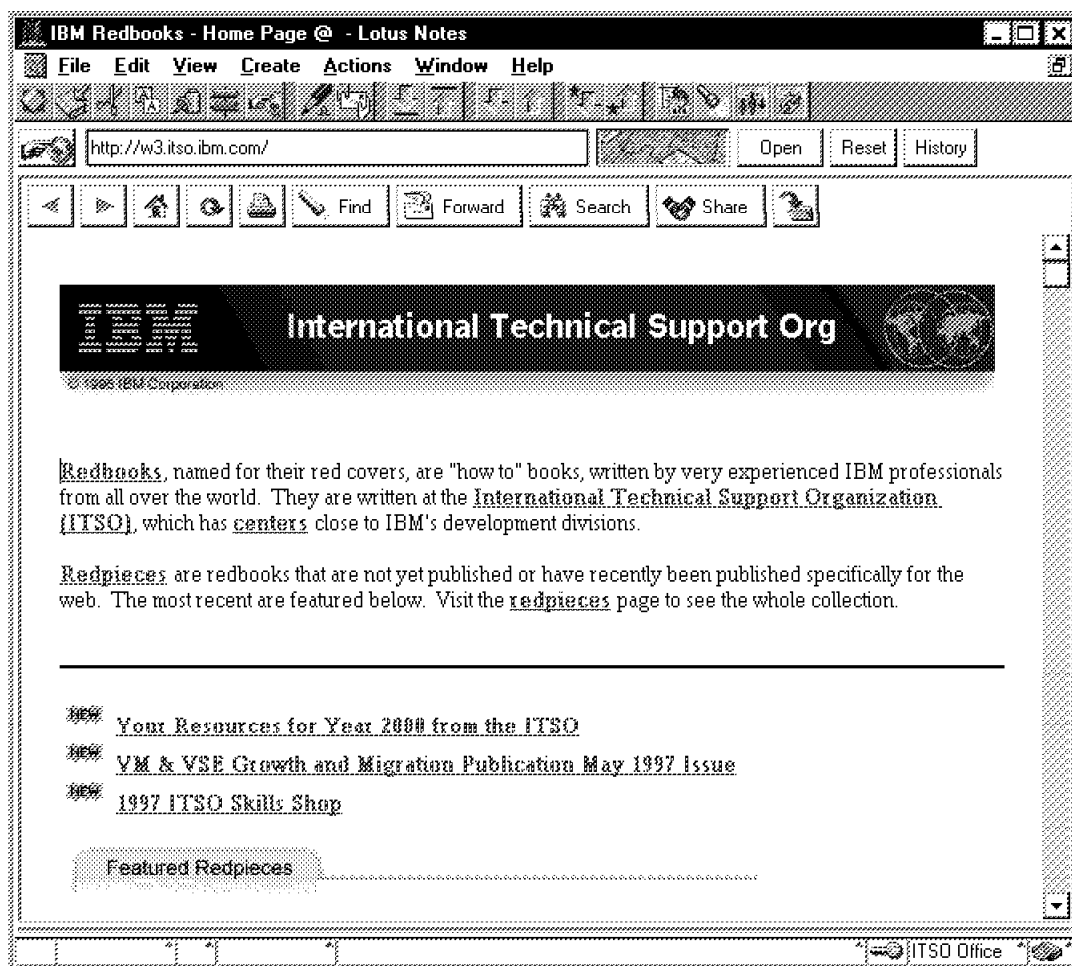 IBM Redbooks - Home Page @ - Lotus Notes
File Edit View Create Actions Window Help
http://w3.itso.ibm.com/ Open Reset History
Find Forward Search Share
IBM International Technical Support Org
© 1996 IBM Corporation
Redbooks, named for their red covers, are "how to" books, written by very experienced IBM professionals
from all over the world. They are written at the International Technical Support Organization
(ITSO), which has centers close to IBM's development divisions.
Redpieces are redbooks that are not yet published or have recently been published specifically for the
web. The most recent are featured below. Visit the redpieces page to see the whole collection.
NEW Your Resources for Year 2000 from the ITSO
NEW VM & VSE Growth and Migration Publication May 1997 Issue
NEW 1997 ITSO Skills Shop
Featured Redpieces
ITSO Office